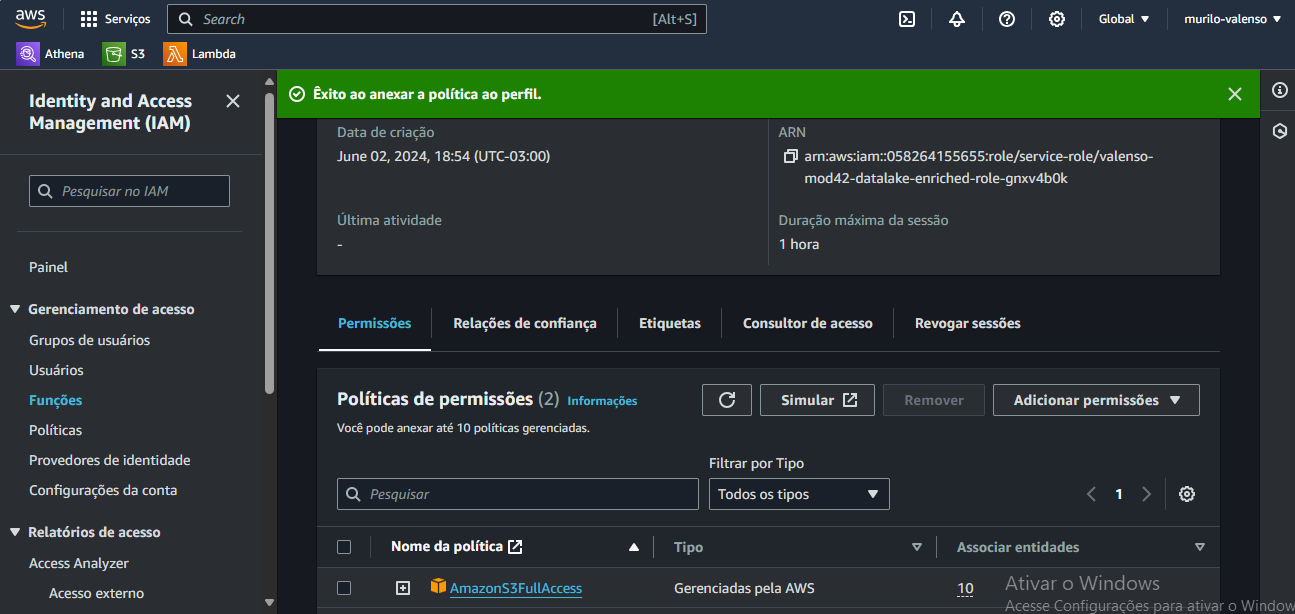 aws
Serviços
Search
[Alt+S]
Global
murilo-valenso
Athena
S3
Lambda
Identity and Access
Management (IAM)
Pesquisar no IAM
Painel
Gerenciamento de acesso
Grupos de usuários
Usuários
Funções
Políticas
Provedores de identidade
Configurações da conta
Relatórios de acesso
Access Analyzer
Acesso externo
Êxito ao anexar a política ao perfil.
Data de criação
June 02, 2024, 18:54 (UTC-03:00)
Última atividade
-
ARN
arn:aws:iam::058264155655:role/service-role/valenso-
mod42-datalake-enriched-role-gnxv4b0k
Duração máxima da sessão
1 hora
Permissões
Relações de confiança
Etiquetas
Consultor de acesso
Revogar sessões
Políticas de permissões (2) Informações
Você pode anexar até 10 políticas gerenciadas.
Simular
Remover
Adicionar permissões
Filtrar por Tipo
Pesquisar
Todos os tipos
1
Nome da política
Tipo
Associar entidades
AmazonS3FullAccess
Gerenciadas pela AWS
10
Ativar o Windows
Acesse Configurações para ativar o Window